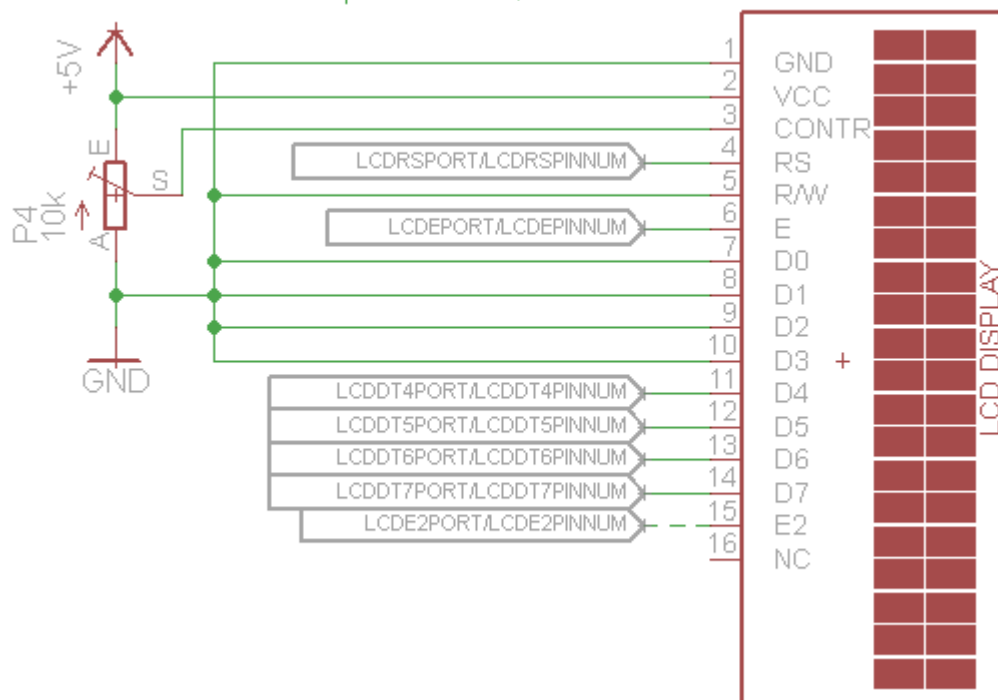 +5V
E
S
P4
10k
A
GND
1 GND
2 VCC
3 CONTR
LCDRSPORT/LCDRSPINNUM 4 RS
5 R/W
LCDEPORT/LCDEPINNUM 6 E
7 D0
8 D1
9 D2
10 D3
LCDDT4PORT/LCDDT4PINNUM 11 D4
LCDDT5PORT/LCDDT5PINNUM 12 D5
LCDDT6PORT/LCDDT6PINNUM 13 D6
LCDDT7PORT/LCDDT7PINNUM 14 D7
LCDE2PORT/LCDE2PINNUM 15 E2
16 NC
LCD DISPLAY